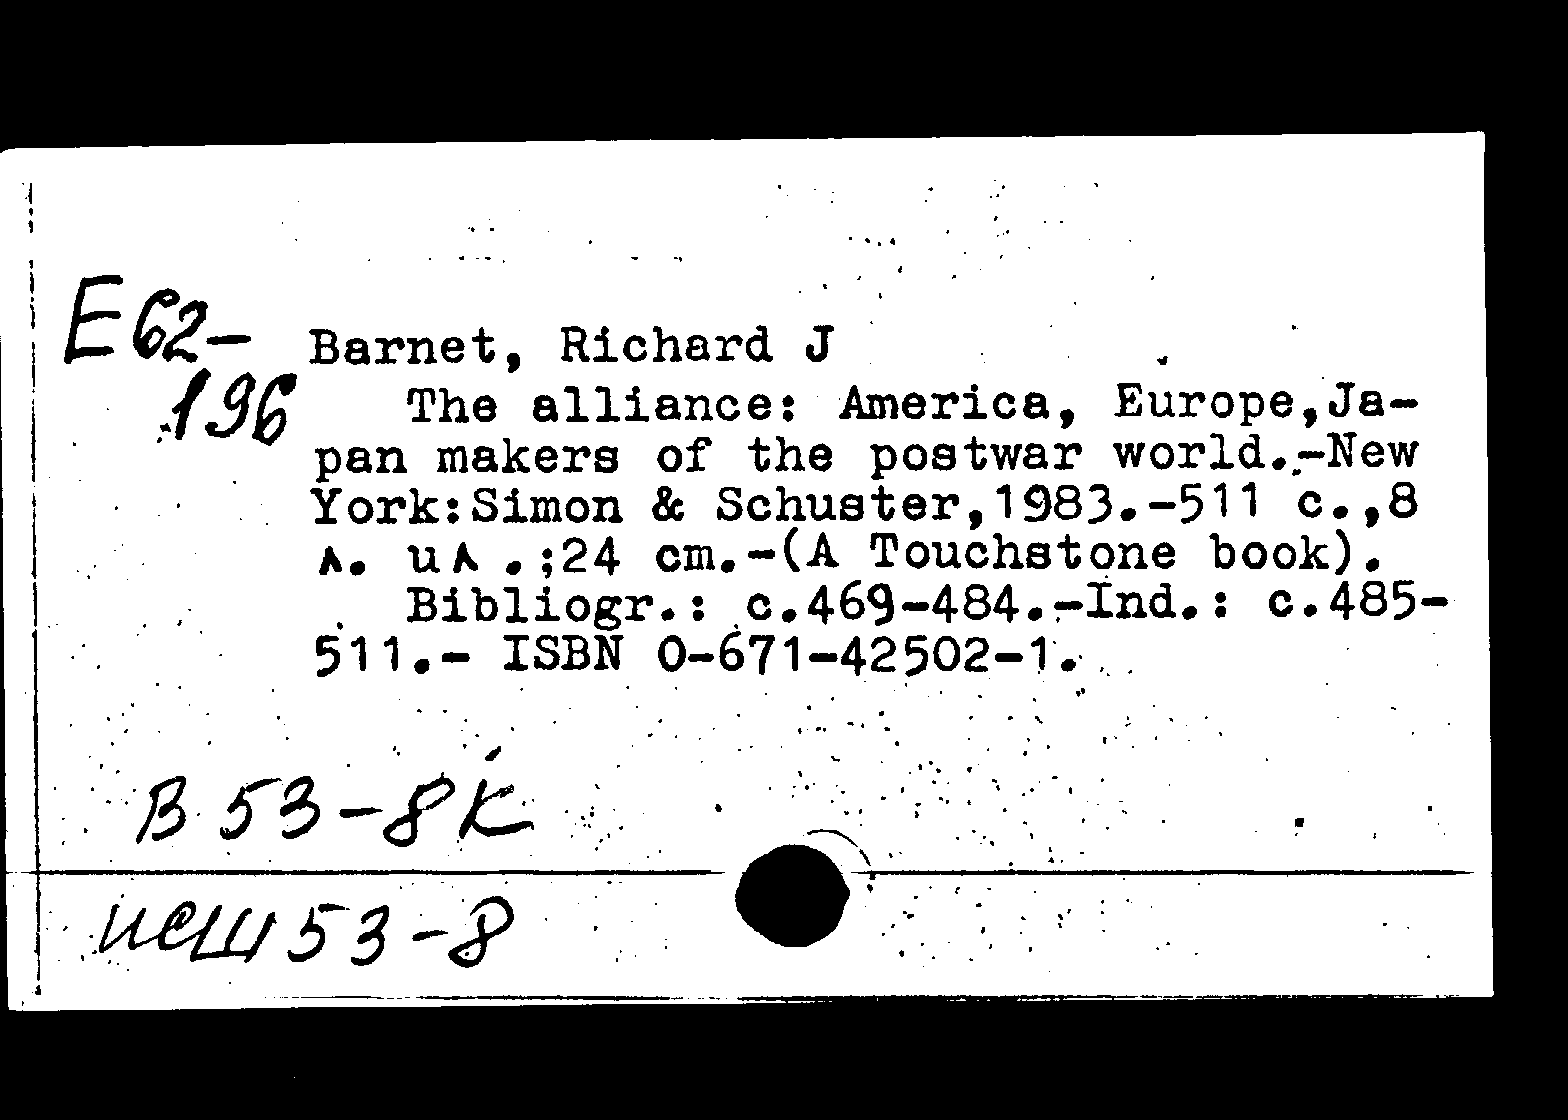 E62-
196
Barnet, Richard J
The alliance: America, Europe,Ja-
pan makers of the postwar world.-New
York:Simon & Schuster,1983.-511 с.,8
л. ил.;24 cm.-(A Touchstone book).
Bibliogr.: c.469-484.-Ind.: c.485-
511.- ISBN 0-671-42502-1.
В 53-8К
исш 53-8